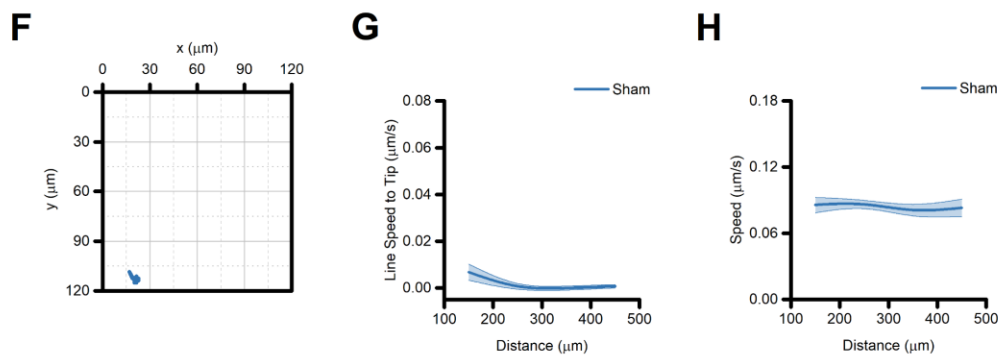 F
x (μm)
0 30 60 90 120
y (μm)
0
30
60
90
120
G
Sham
Line Speed to Tip (μm/s)
0.08
0.06
0.04
0.02
0.00
100 200 300 400 500
Distance (μm)
H
Sham
Speed (μm/s)
0.18
0.12
0.06
0.00
100 200 300 400 500
Distance (μm)